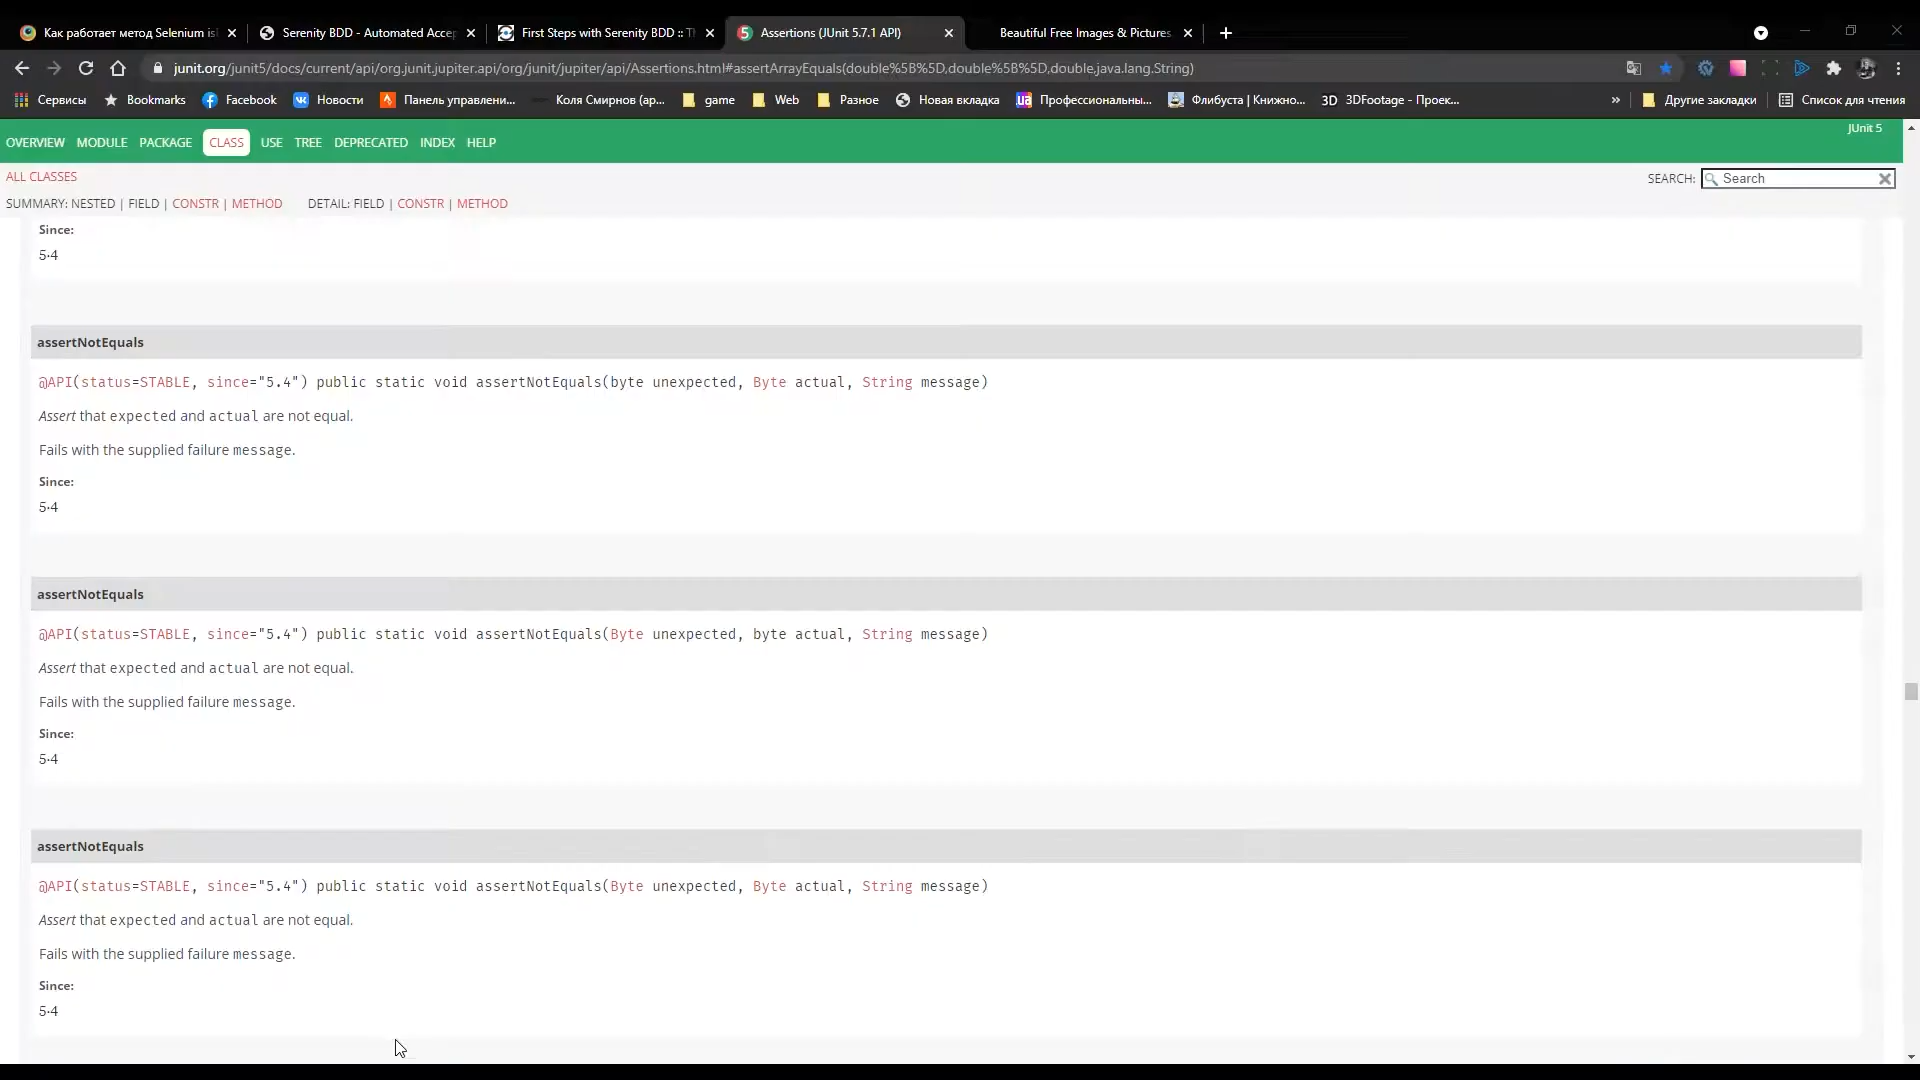 Как работает метод Selenium is
Serenity BDD - Automated Accep
First Steps with Serenity BDD :: Th
Assertions (JUnit 5.7.1 API)
Beautiful Free Images & Pictures
junit.org/junit5/docs/current/api/org.junit.jupiter.api/org/junit/jupiter/api/Assertions.html#assertArrayEquals(double%5B%5D,double%5B%5D,double,java.lang.String)
Сервисы Bookmarks Facebook Новости Панель управлени... Коля Смирнов (ар... game Web Разное Новая вкладка Профессиональны... Флибуста | Книжно... 3DFootage - Проек... » Другие закладки Список для чтения
OVERVIEW MODULE PACKAGE CLASS USE TREE DEPRECATED INDEX HELP
JUnit 5
ALL CLASSES
SEARCH: Search
SUMMARY: NESTED | FIELD | CONSTR | METHOD DETAIL: FIELD | CONSTR | METHOD
Since:
5.4
assertNotEquals
@API(status=STABLE, since="5.4") public static void assertNotEquals(byte unexpected, Byte actual, String message)
Assert that expected and actual are not equal.
Fails with the supplied failure message.
Since:
5.4
assertNotEquals
@API(status=STABLE, since="5.4") public static void assertNotEquals(Byte unexpected, byte actual, String message)
Assert that expected and actual are not equal.
Fails with the supplied failure message.
Since:
5.4
assertNotEquals
@API(status=STABLE, since="5.4") public static void assertNotEquals(Byte unexpected, Byte actual, String message)
Assert that expected and actual are not equal.
Fails with the supplied failure message.
Since:
5.4